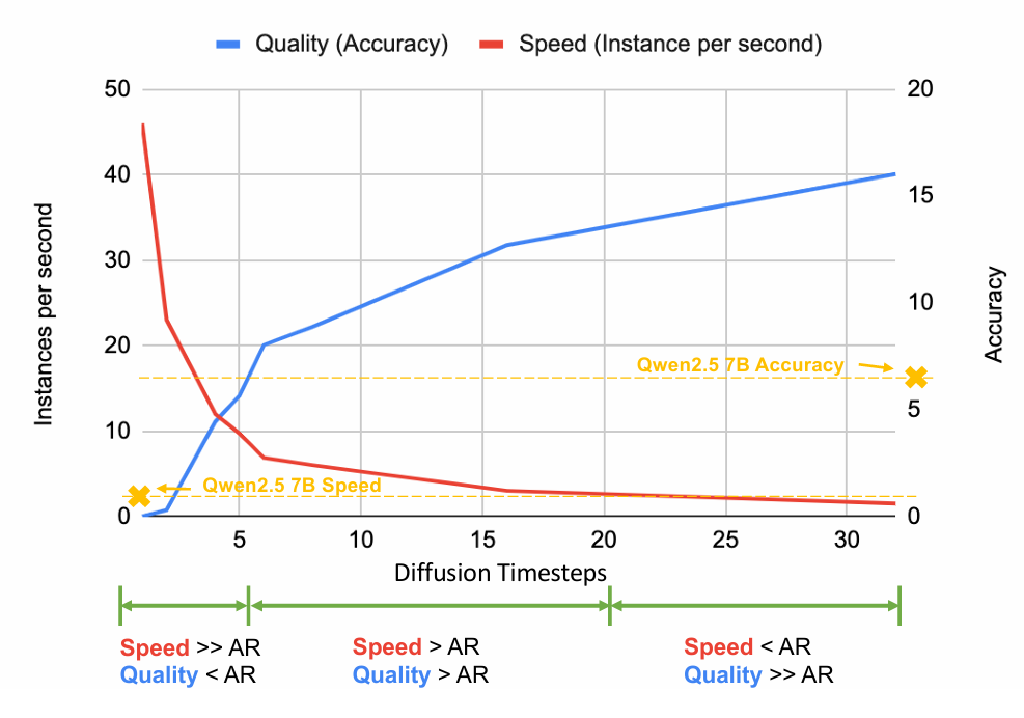 Quality (Accuracy) Speed (Instance per second)
50 20
40
15
30
10
20
Qwen2.5 7B Accuracy
5
10
Qwen2.5 7B Speed
0 0
5 10 15 20 25 30
Instances per second
Accuracy
Diffusion Timesteps
Speed >> AR Speed > AR Speed < AR
Quality < AR Quality > AR Quality >> AR